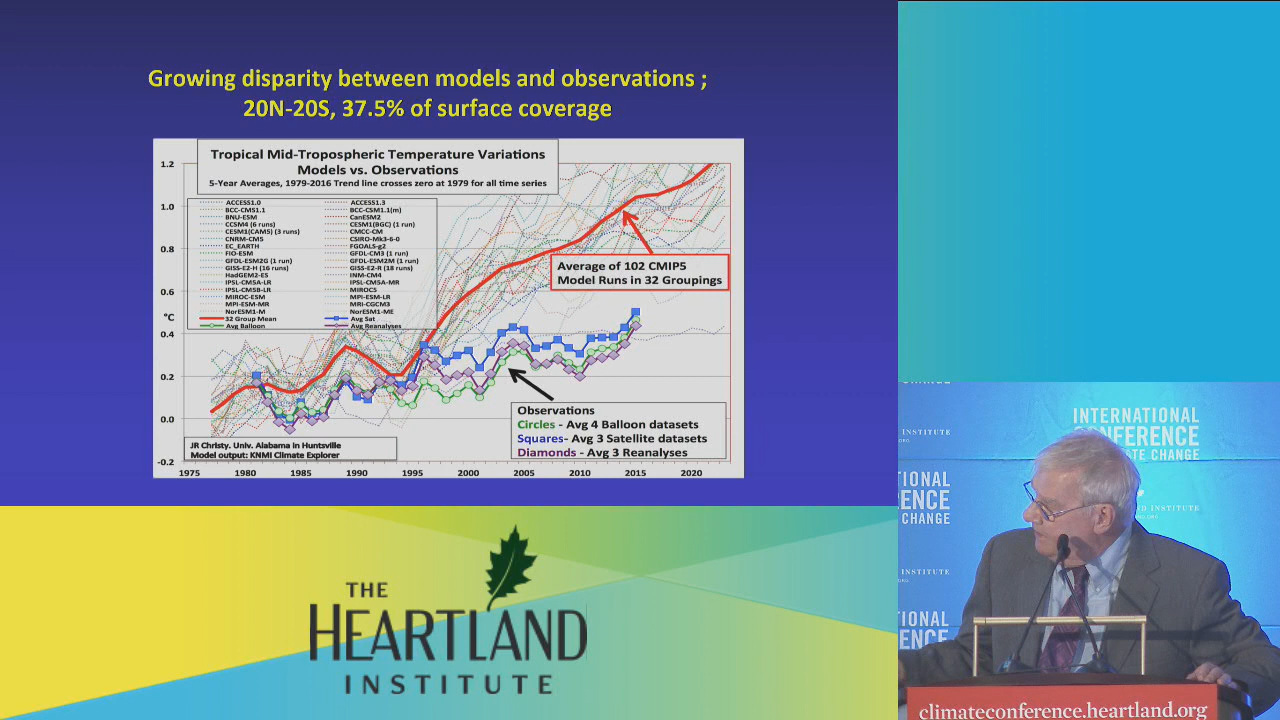 Growing disparity between models and observations ;
20N-20S, 37.5% of surface coverage
Tropical Mid-Tropospheric Temperature Variations
Models vs. Observations
5-Year Averages, 1979-2016 Trend line crosses zero at 1979 for all time series
1.2
1.0
0.8
0.6
°C
0.4
0.2
0.0
-0.2
ACCESS1.0 ACCESS1.3
BCC-CMS1.1 BCC-CSM1.1(m)
BNU-ESM CanESM2
CCSM4 (6 runs) CESM1(BGC) (1 run)
CESM1(CAM5) (3 runs) CMCC-CM
CNRM-CM5 CSIRO-Mk3-6-0
EC_EARTH FGOALS-g2
FIO-ESM GFDL-CM3 (1 run)
GFDL-ESM2G (1 run) GFDL-ESM2M (1 run)
GISS-E2-H (16 runs) GISS-E2-R (18 runs)
HadGEM2-ES INM-CM4
IPSL-CM5A-LR IPSL-CM5A-MR
IPSL-CM5B-LR MIROC5
MIROC-ESM MPI-ESM-LR
MPI-ESM-MR MRI-CGCM3
NorESM1-M NorESM1-ME
32 Group Mean Avg Sat
Avg Balloon Avg Reanalyses
Average of 102 CMIP5
Model Runs in 32 Groupings
Observations
Circles - Avg 4 Balloon datasets
Squares- Avg 3 Satellite datasets
Diamonds - Avg 3 Reanalyses
JR Christy. Univ. Alabama in Huntsville
Model output: KNMI Climate Explorer
1975 1980 1985 1990 1995 2000 2005 2010 2015 2020
THE
HEARTLAND
INSTITUTE
INTERNATIONAL
CONFERENCE
CLIMATE CHANGE
INSTITUTE
.ORG
TIONAL
ENCE
CHANGE
INSTITUTE
TIONAL
ENCE
climateconference.heartland.org